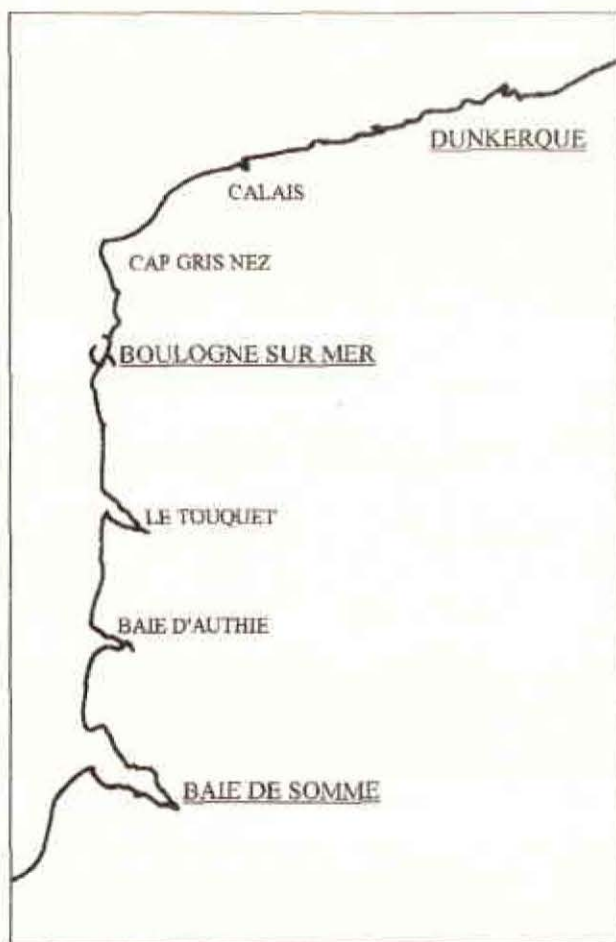 DUNKERQUE
CALAIS
CAP GRIS NEZ
BOULOGNE SUR MER
LE TOUQUET
BAIE D'AUTHIE
BAIE DE SOMME